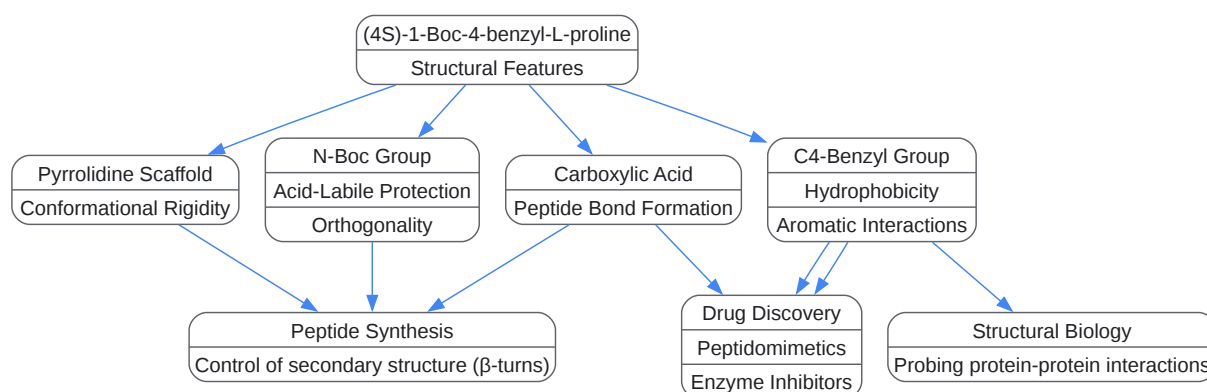 (4S)-1-Boc-4-benzyl-L-proline
Structural Features
Pyrrolidine Scaffold
Conformational Rigidity
N-Boc Group
Acid-Labile Protection
Orthogonality
Carboxylic Acid
Peptide Bond Formation
C4-Benzyl Group
Hydrophobicity
Aromatic Interactions
Peptide Synthesis
Control of secondary structure (β-turns)
Drug Discovery
Peptidomimetics
Enzyme Inhibitors
Structural Biology
Probing protein-protein interactions